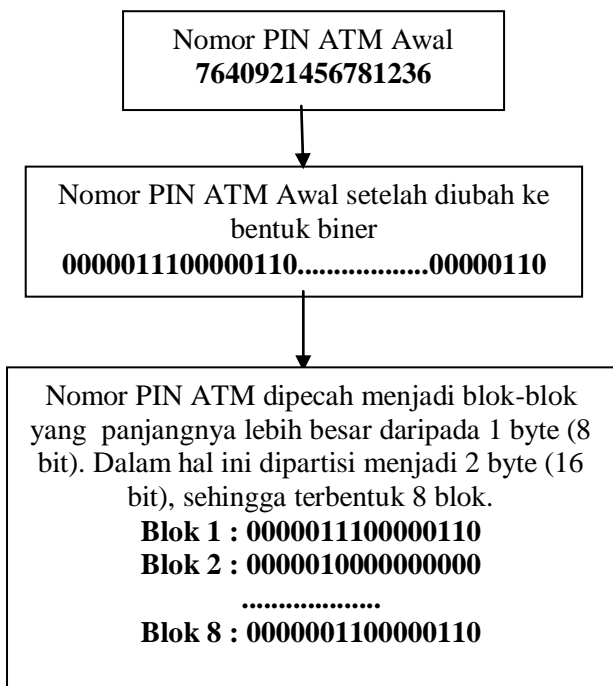 Nomor PIN ATM Awal
7640921456781236
Nomor PIN ATM Awal setelah diubah ke
bentuk biner
0000011100000110..................00000110
Nomor PIN ATM dipecah menjadi blok-blok
yang panjangnya lebih besar daripada 1 byte (8
bit). Dalam hal ini dipartisi menjadi 2 byte (16
bit), sehingga terbentuk 8 blok.
Blok 1 : 0000011100000110
Blok 2 : 0000010000000000
...................
Blok 8 : 0000001100000110